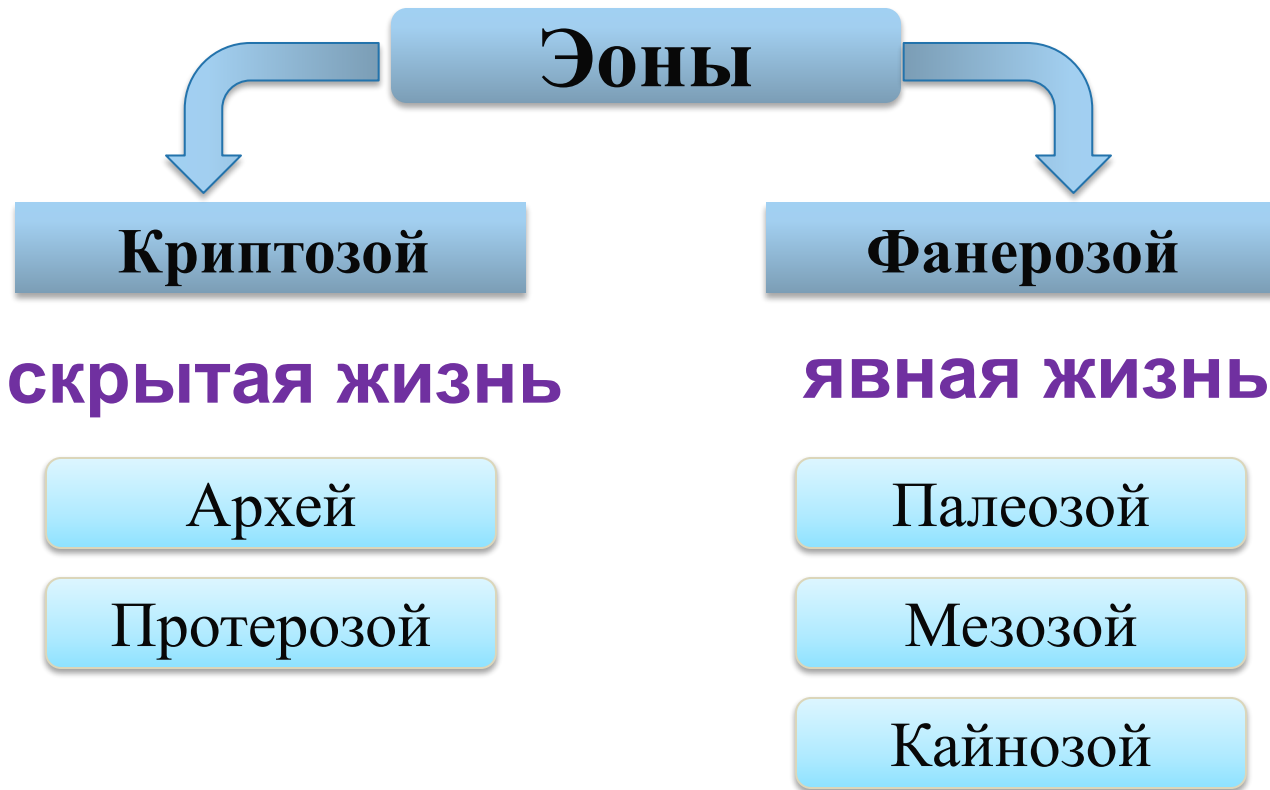 Эоны
Криптозой
Фанерозой
скрытая жизнь
явная жизнь
Архей
Палеозой
Протерозой
Мезозой
Кайнозой